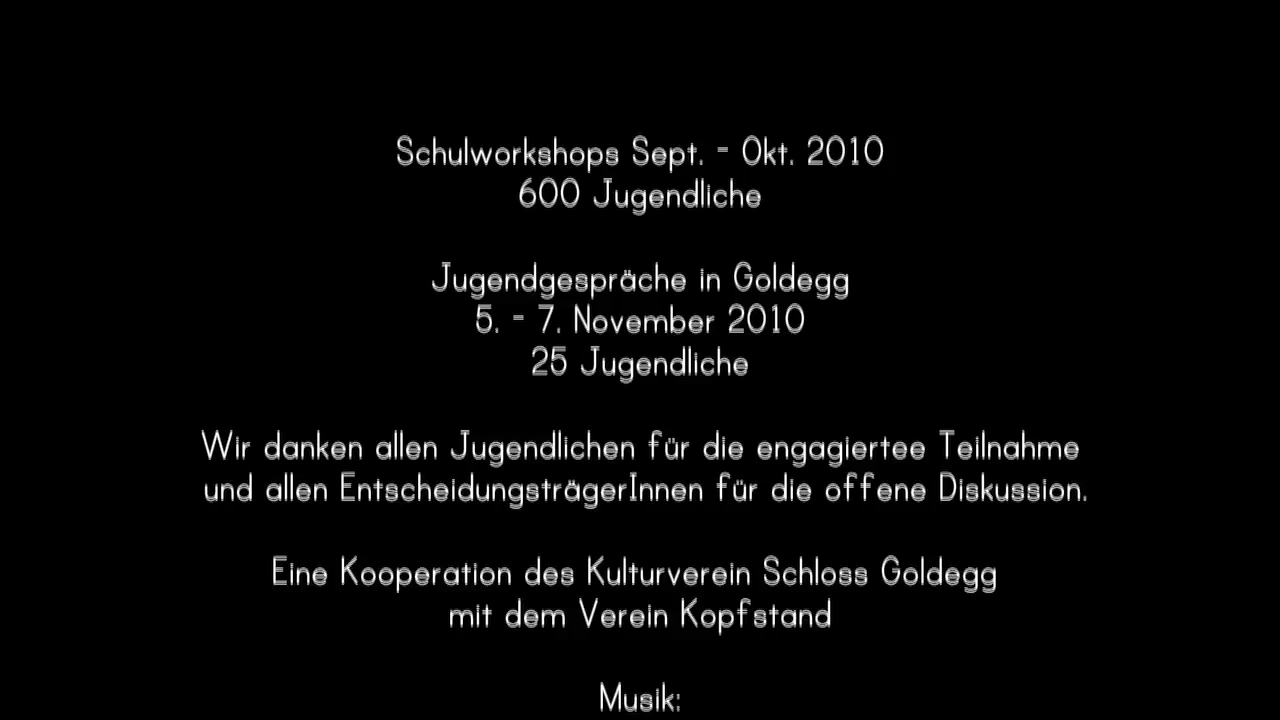 Schulworkshops Sept. - Okt. 2010
600 Jugendliche
Jugendgespräche in Goldegg
5. - 7. November 2010
25 Jugendliche
Wir danken allen Jugendlichen für die engagiertee Teilnahme
und allen EntscheidungsträgerInnen für die offene Diskussion.
Eine Kooperation des Kulturverein Schloss Goldegg
mit dem Verein Kopfstand
Musik: